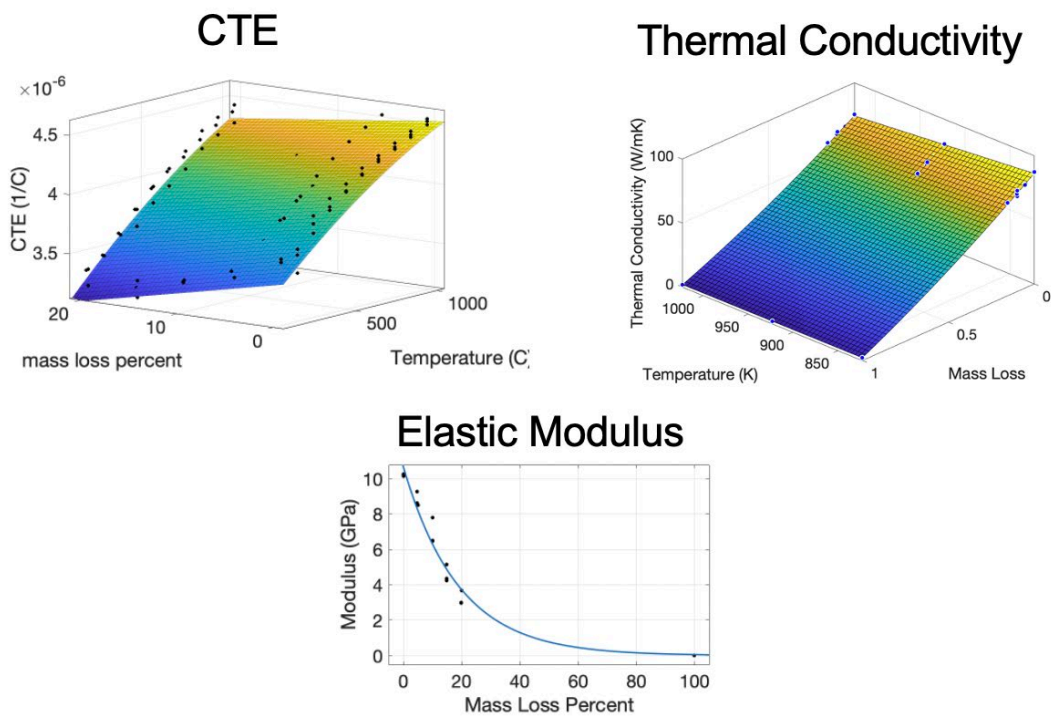 CTE
×10⁻⁶
4.5
4
3.5
CTE (1/C)
20
10
0
mass loss percent
500
1000
Temperature (C)
Thermal Conductivity
100
50
0
Thermal Conductivity (W/mK)
1000
950
900
850
Temperature (K)
0
0.5
1
Mass Loss
Elastic Modulus
10
8
6
4
2
0
Modulus (GPa)
0 20 40 60 80 100
Mass Loss Percent